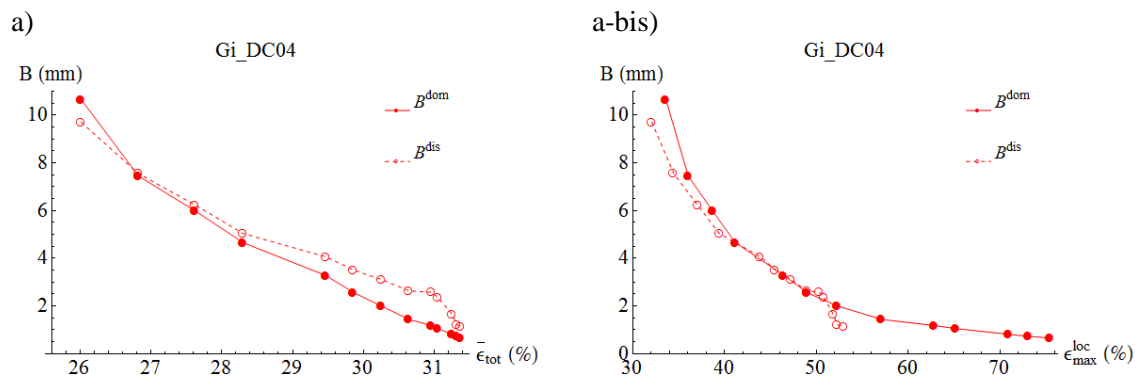 a)
Gi_DC04
B (mm)
B^dom
B^dis
10
8
6
4
2
0
26 27 28 29 30 31
ε̄_tot (%)
a-bis)
Gi_DC04
B (mm)
B^dom
B^dis
10
8
6
4
2
0
30 40 50 60 70
ϵ^loc_max (%)